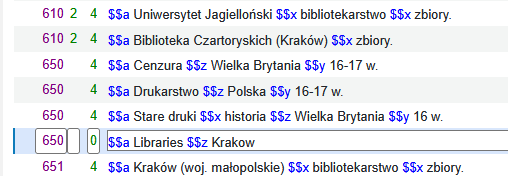 610 2 4 $$a Uniwersytet Jagielloński $$x bibliotekarstwo $$x zbiory.
610 2 4 $$a Biblioteka Czartoryskich (Kraków) $$x zbiory.
650 4 $$a Cenzura $$z Wielka Brytania $$y 16-17 w.
650 4 $$a Drukarstwo $$z Polska $$y 16-17 w.
650 4 $$a Stare druki $$x historia $$z Wielka Brytania $$y 16 w.
650 0 $$a Libraries $$z Krakow
651 4 $$a Kraków (woj. małopolskie) $$x bibliotekarstwo $$x zbiory.